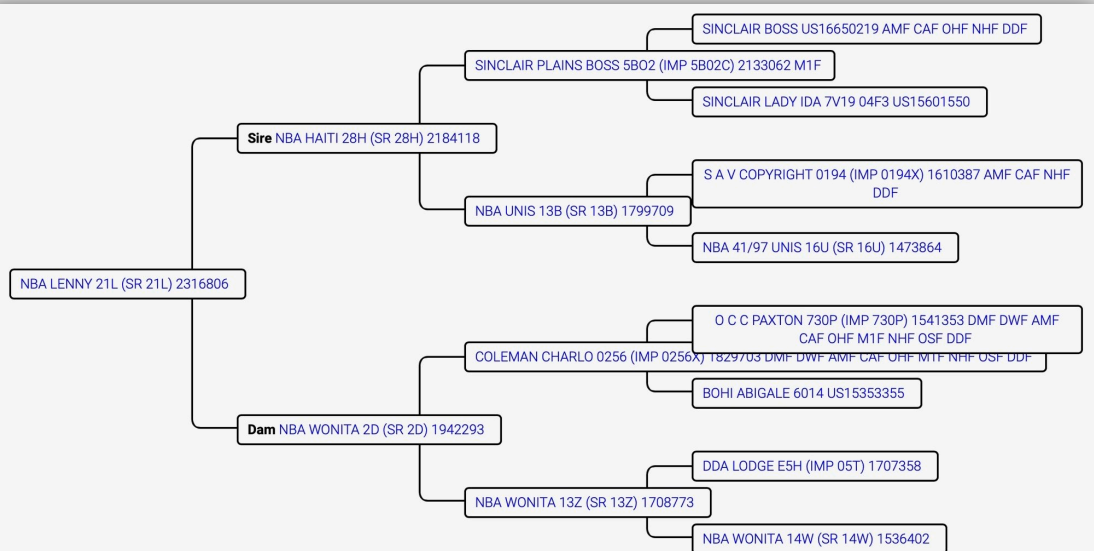 SINCLAIR BOSS US16650219 AMF CAF OHF NHF DDF
SINCLAIR PLAINS BOSS 5BO2 (IMP 5B02C) 2133062 M1F
SINCLAIR LADY IDA 7V19 04F3 US15601550
Sire NBA HAITI 28H (SR 28H) 2184118
S A V COPYRIGHT 0194 (IMP 0194X) 1610387 AMF CAF NHF
DDF
NBA UNIS 13B (SR 13B) 1799709
NBA 41/97 UNIS 16U (SR 16U) 1473864
NBA LENNY 21L (SR 21L) 2316806
O C C PAXTON 730P (IMP 730P) 1541353 DMF DWF AMF
CAF OHF M1F NHF OSF DDF
COLEMAN CHARLO 0256 (IMP 0256X) 1829703 DMF DWF AMF CAF OHF M1F NHF OSF DDF
BOHI ABIGALE 6014 US15353355
Dam NBA WONITA 2D (SR 2D) 1942293
DDA LODGE E5H (IMP 05T) 1707358
NBA WONITA 13Z (SR 13Z) 1708773
NBA WONITA 14W (SR 14W) 1536402